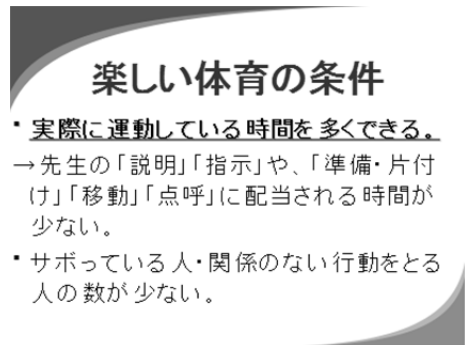 楽しい体育の条件
・実際に運動している時間を多くできる。
→先生の「説明」「指示」や、「準備・片付
け」「移動」「点呼」に配当される時間が
少ない。
・サボっている人・関係のない行動をとる
人の数が少ない。